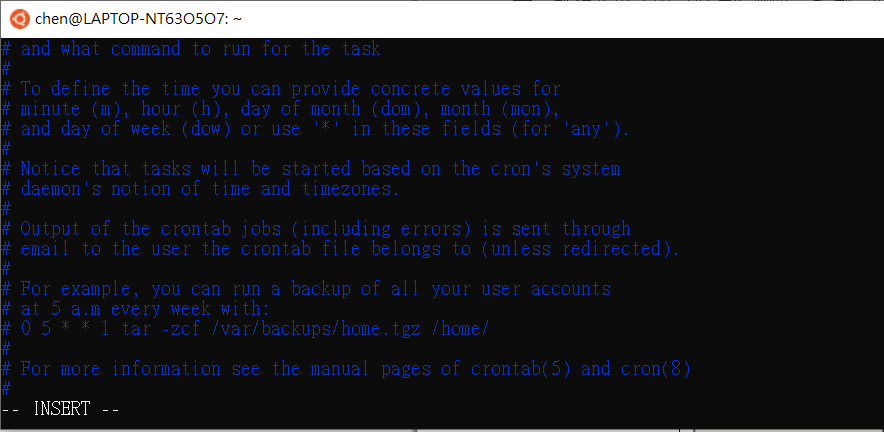 chen@LAPTOP-NT63O5O7: ~
# and what command to run for the task
#
# To define the time you can provide concrete values for
# minute (m), hour (h), day of month (dom), month (mon),
# and day of week (dow) or use '*' in these fields (for 'any').
#
# Notice that tasks will be started based on the cron's system
# daemon's notion of time and timezones.
#
# Output of the crontab jobs (including errors) is sent through
# email to the user the crontab file belongs to (unless redirected).
#
# For example, you can run a backup of all your user accounts
# at 5 a.m every week with:
# 0 5 * * 1 tar -zcf /var/backups/home.tgz /home/
#
# For more information see the manual pages of crontab(5) and cron(8)
#
-- INSERT --